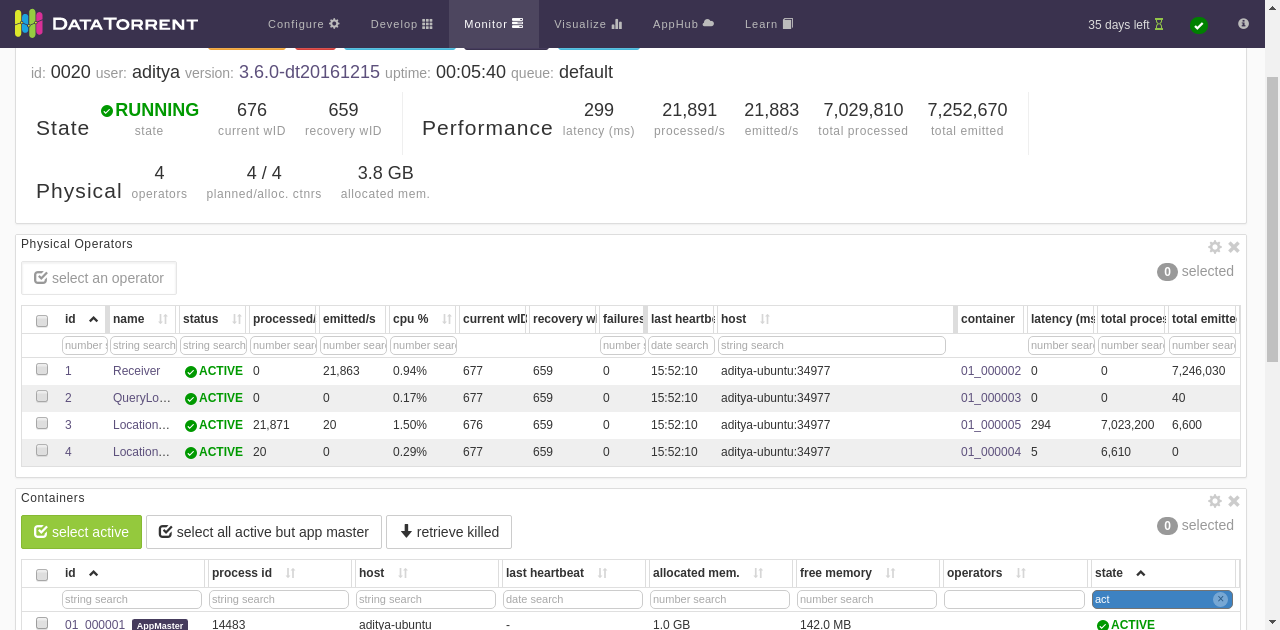 DATATORRENT Configure Develop Monitor Visualize AppHub Learn 35 days left
id: 0020 user: aditya version: 3.6.0-dt20161215 uptime: 00:05:40 queue: default
State RUNNING 676 659 Performance 299 21,891 21,883 7,029,810 7,252,670
state current wID recovery wID latency (ms) processed/s emitted/s total processed total emitted
Physical 4 4 / 4 3.8 GB
operators planned/alloc. ctnrs allocated mem.
Physical Operators
select an operator 0 selected
id name status processed/ emitted/s cpu % current wID recovery w failures last heartbe host container latency (ms total proces total emitte
number s string search string search number sear number sear number sear number s date search string search number sear number sear number sear
1 Receiver ACTIVE 0 21,863 0.94% 677 659 0 15:52:10 aditya-ubuntu:34977 01_000002 0 0 7,246,030
2 QueryLo... ACTIVE 0 0 0.17% 677 659 0 15:52:10 aditya-ubuntu:34977 01_000003 0 0 40
3 Location... ACTIVE 21,871 20 1.50% 676 659 0 15:52:10 aditya-ubuntu:34977 01_000005 294 7,023,200 6,600
4 Location... ACTIVE 20 0 0.29% 677 659 0 15:52:10 aditya-ubuntu:34977 01_000004 5 6,610 0
Containers
select active select all active but app master retrieve killed 0 selected
id process id host last heartbeat allocated mem. free memory operators state
string search string search string search date search number search number search act
01_000001 AppMaster 14483 aditya-ubuntu - 1.0 GB 142.0 MB ACTIVE